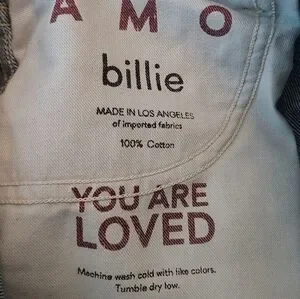 AMO
billie
MADE IN LOS ANGELES
of imported fabrics
100% Cotton
YOU ARE
LOVED
Machine wash cold with like colors.
Tumble dry low.